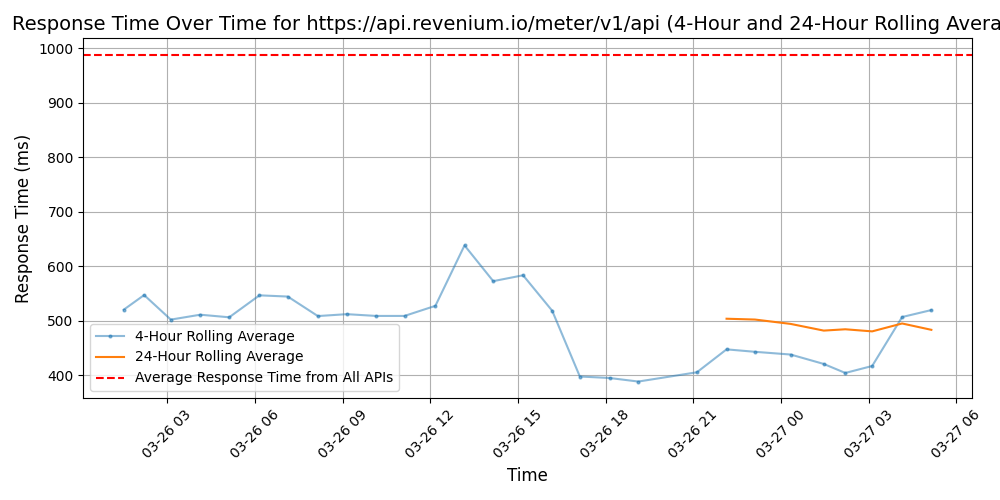 Response Time Over Time for https://api.revenium.io/meter/v1/api (4-Hour and 24-Hour Rolling Avera
Response Time (ms)
1000
900
800
700
600
500
400
4-Hour Rolling Average
24-Hour Rolling Average
Average Response Time from All APIs
03-26 03
03-26 06
03-26 09
03-26 12
03-26 15
03-26 18
03-26 21
03-27 00
03-27 03
03-27 06
Time